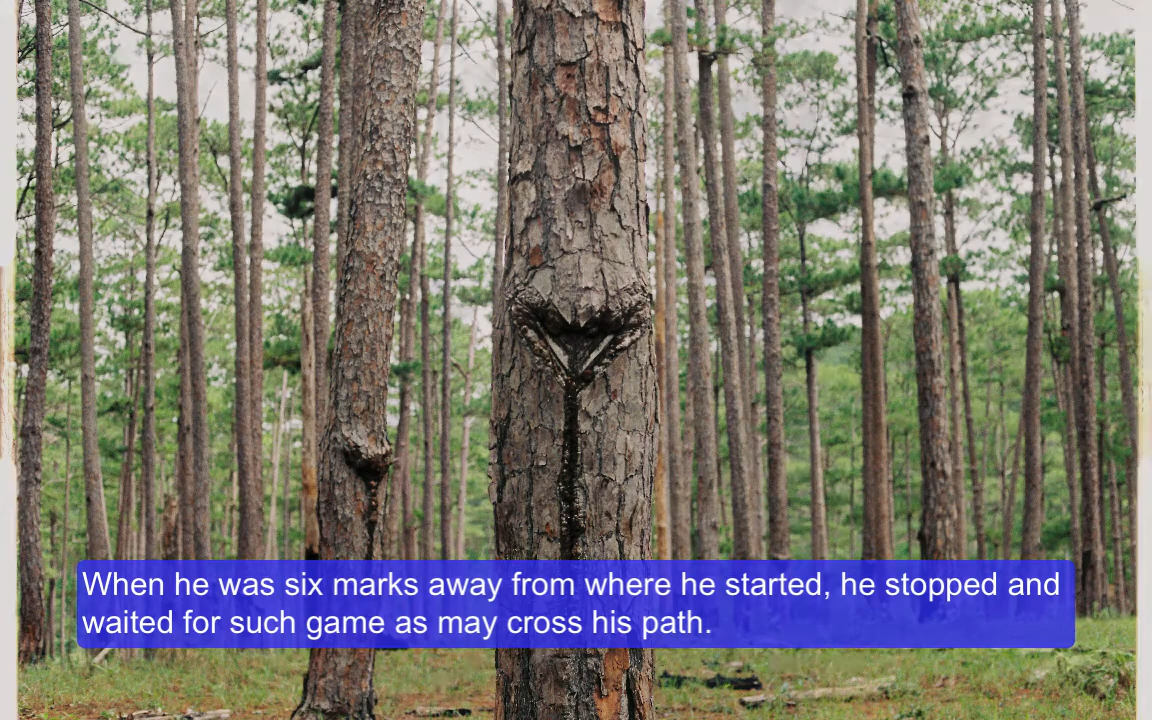 When he was six marks away from where he started, he stopped and
waited for such game as may cross his path.